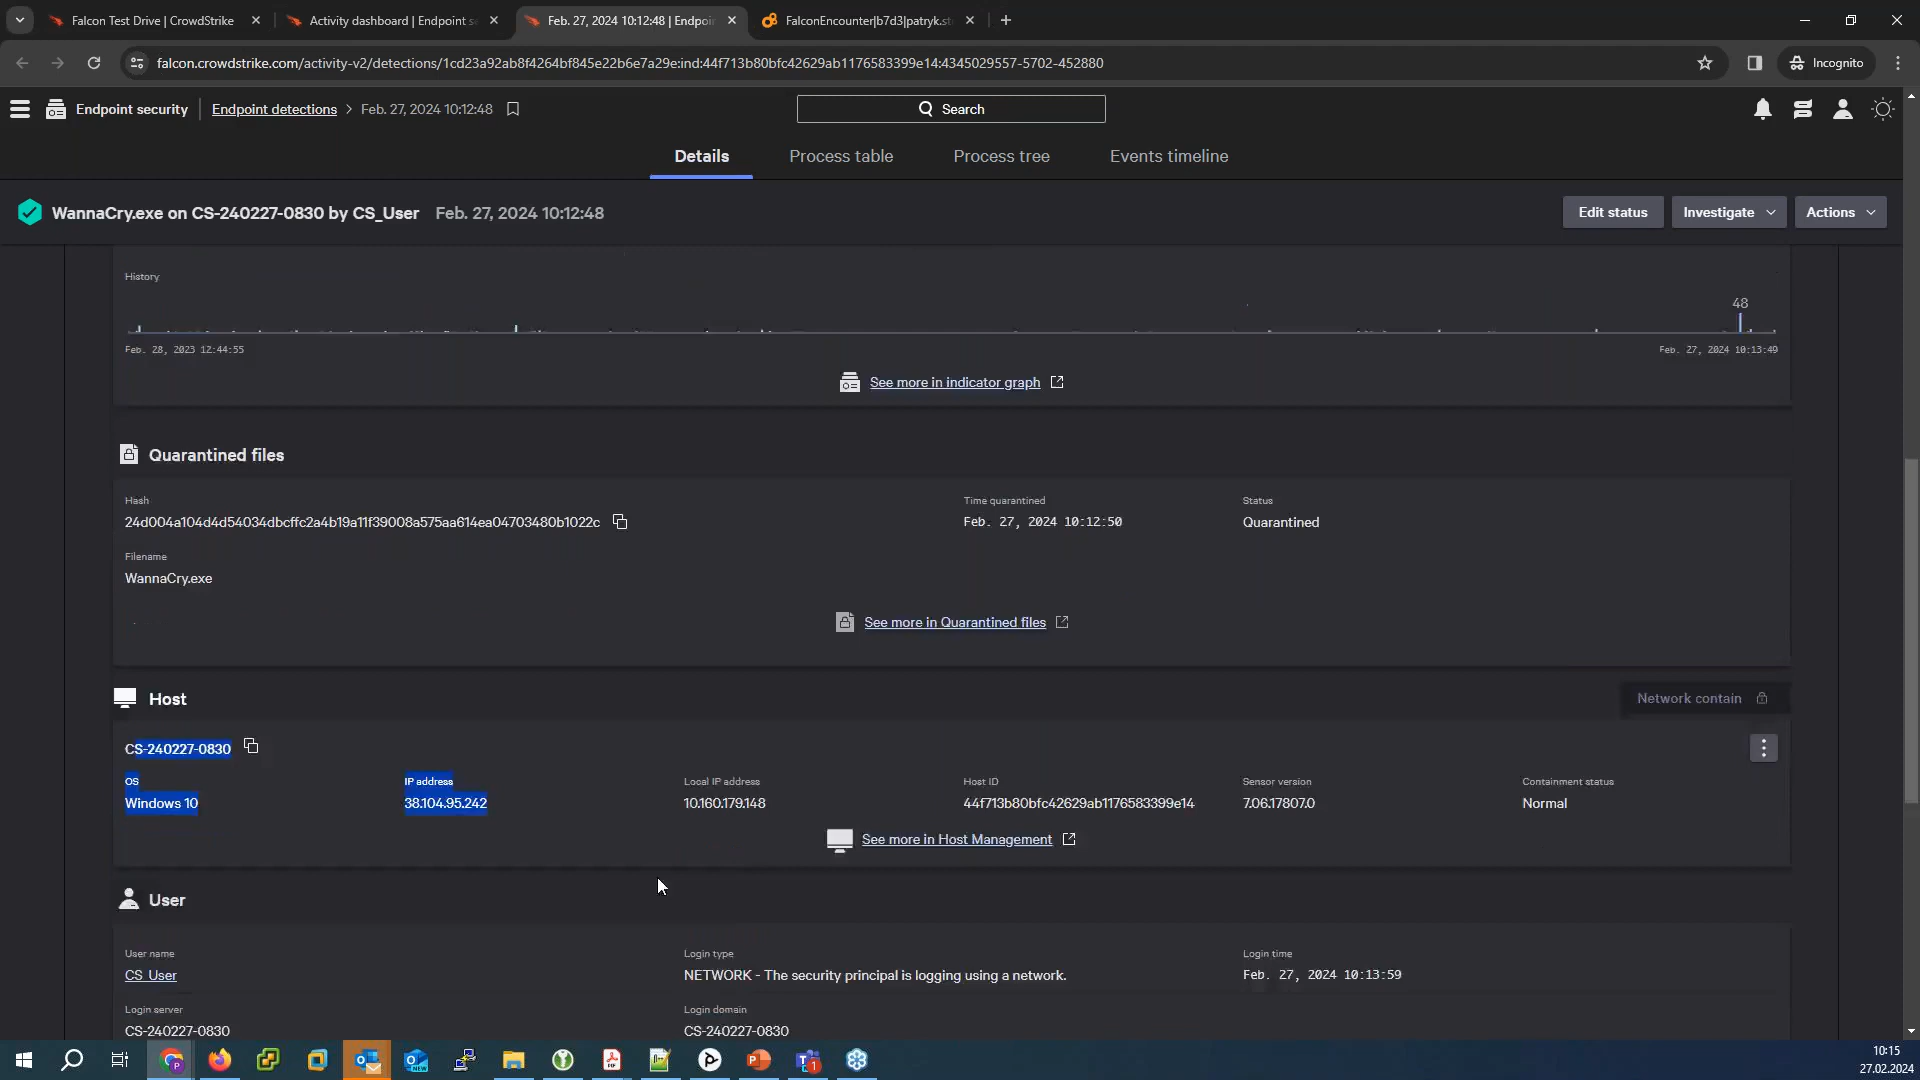 Falcon Test Drive | CrowdStrike
Activity dashboard | Endpoint s
Feb. 27, 2024 10:12:48 | Endpoi
FalconEncounter|b7d3|patryk.s
falcon.crowdstrike.com/activity-v2/detections/1cd23a92ab8f4264bf845e22b6e7a29e:ind:44f713b80bfc42629ab1176583399e14:4345029557-5702-452880
Incognito
Endpoint security
Endpoint detections > Feb. 27, 2024 10:12:48
Search
Details
Process table
Process tree
Events timeline
WannaCry.exe on CS-240227-0830 by CS_User Feb. 27, 2024 10:12:48
Edit status
Investigate
Actions
History
48
Feb. 28, 2023 12:44:55
Feb. 27, 2024 10:13:49
See more in indicator graph
Quarantined files
Hash
Time quarantined
Status
24d004a104d4d54034dbcffc2a4b19a11f39008a575aa614ea04703480b1022c
Feb. 27, 2024 10:12:50
Quarantined
Filename
WannaCry.exe
See more in Quarantined files
Host
Network contain
CS-240227-0830
OS
IP address
Local IP address
Host ID
Sensor version
Containment status
Windows 10
38.104.95.242
10.160.179.148
44f713b80bfc42629ab1176583399e14
7.06.17807.0
Normal
See more in Host Management
User
User name
Login type
Login time
CS_User
NETWORK - The security principal is logging using a network.
Feb. 27, 2024 10:13:59
Login server
Login domain
CS-240227-0830
CS-240227-0830
10:15
27.02.2024